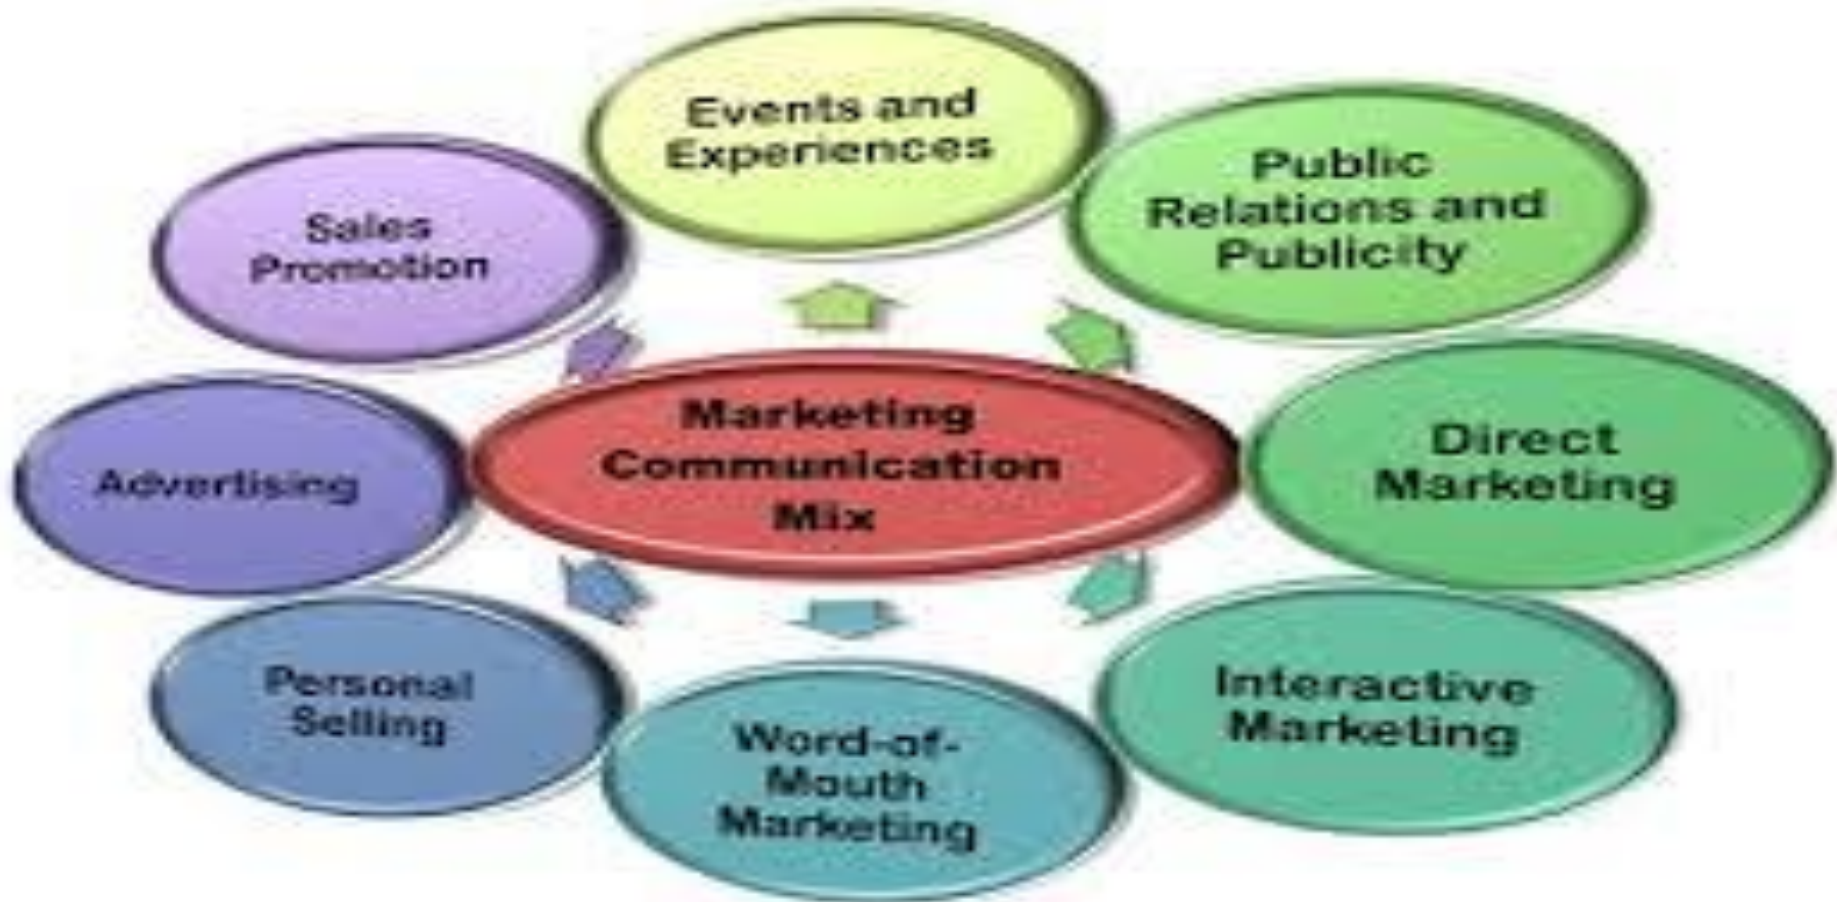 Events and
Experiences
Public
Relations and
Publicity
Direct
Marketing
Interactive
Marketing
Word-of-
Mouth
Marketing
Personal
Selling
Advertising
Sales
Promotion
Marketing
Communication
Mix